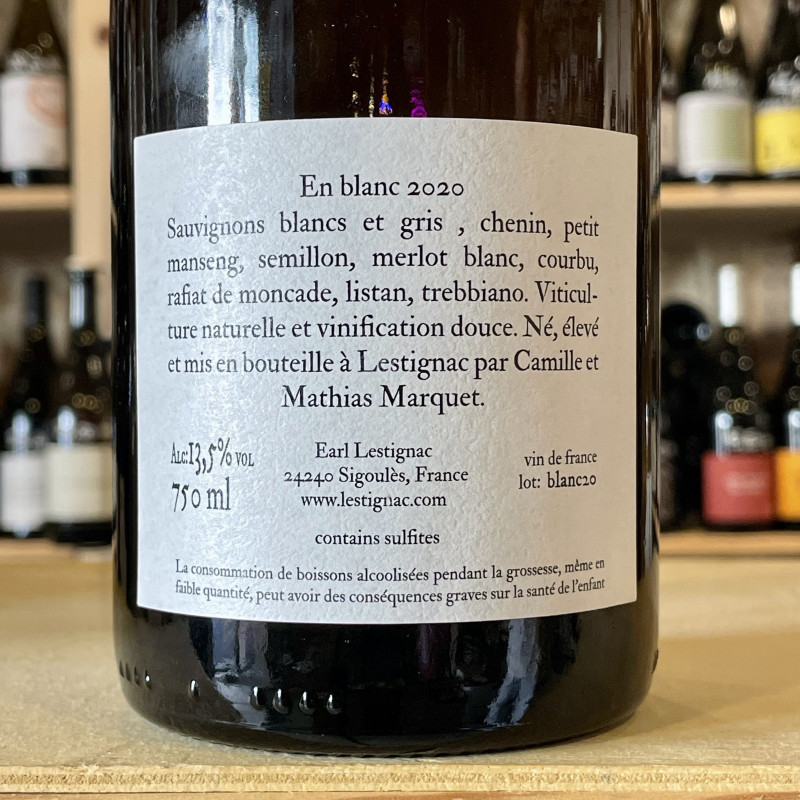 En blanc 2020
Sauvignons blancs et gris , chenin, petit
manseng, semillon, merlot blanc, courbu,
rafiat de moncade, listan, trebbiano. Viticul-
ture naturelle et vinification douce. Né, élevé
et mis en bouteille à Lestignac par Camille et
Mathias Marquet.
Alc:13,5% vol
750 ml
Earl Lestignac
24240 Sigoulès, France
www.lestignac.com
vin de france
lot: blanc20
contains sulfites
La consommation de boissons alcoolisées pendant la grossesse, même en
faible quantité, peut avoir des conséquences graves sur la santé de l'enfant